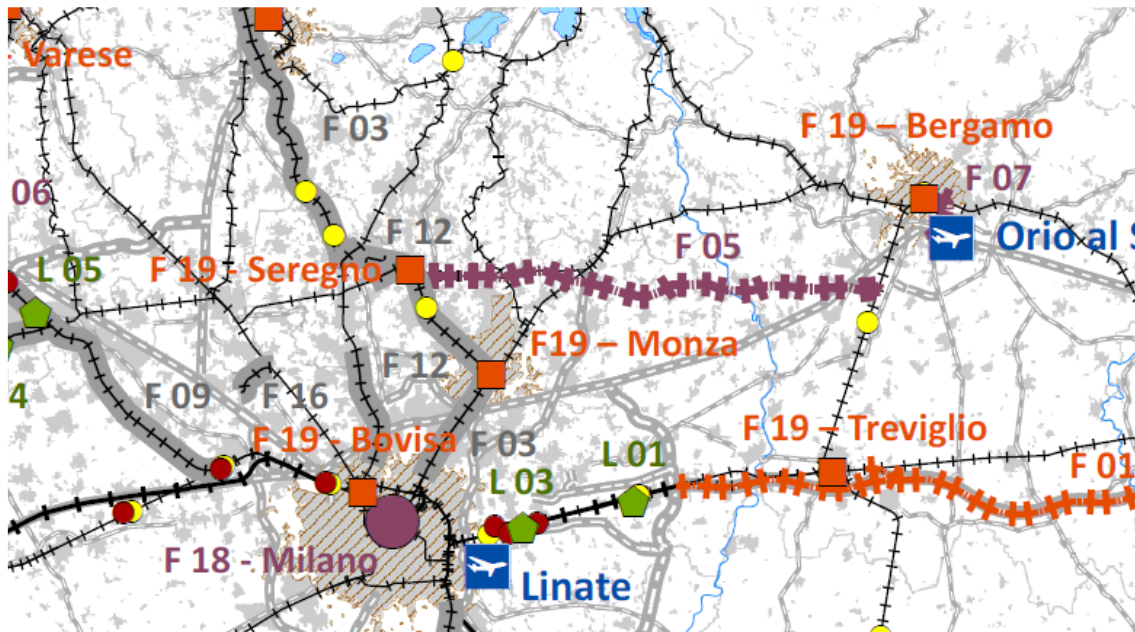 - Varese
F 03
F 19 – Bergamo
06
F 07
F 12
F 05
Orio al S
L 05
F 19 - Seregno
F19 – Monza
F 12
4
F 09
F 16
F 19 - Bovisa
F 03
F 19 – Treviglio
L 01
F 01
L 03
F 18 - Milano
Linate